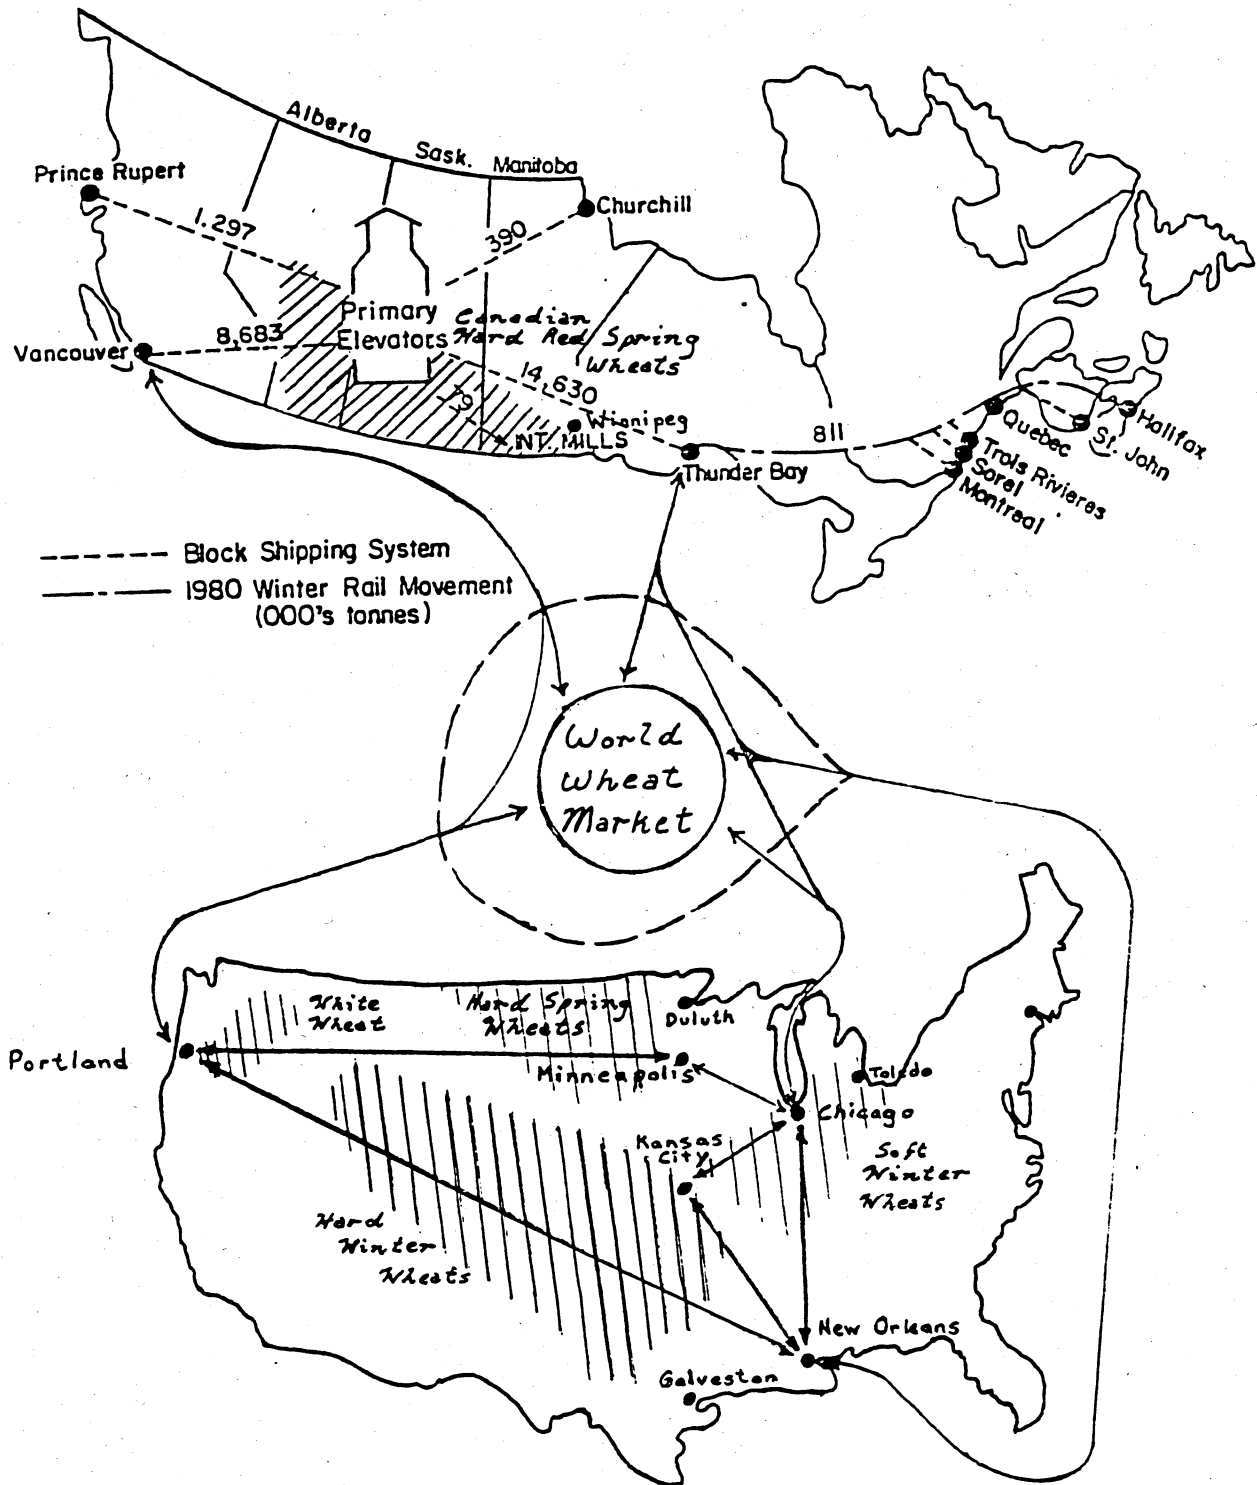 Alberta
Sask.
Manitoba
Prince Rupert
Churchill
1.297
390
Primary
Elevators
Canadian
Hard Red Spring
Wheats
8,683
Vancouver
14,630
Winnipeg
INT. MILLS
811
Thunder Bay
Quebec
St. John
Halifax
Trois Rivieres
Sorel
Montreal
Block Shipping System
1980 Winter Rail Movement
(000's tonnes)
World
Wheat
Market
White
Wheat
Hard Spring
Wheats
Duluth
Portland
Minneapolis
Toledo
Chicago
Kansas
City
Soft
Winter
Wheats
Hard
Winter
Wheats
New Orleans
Galveston